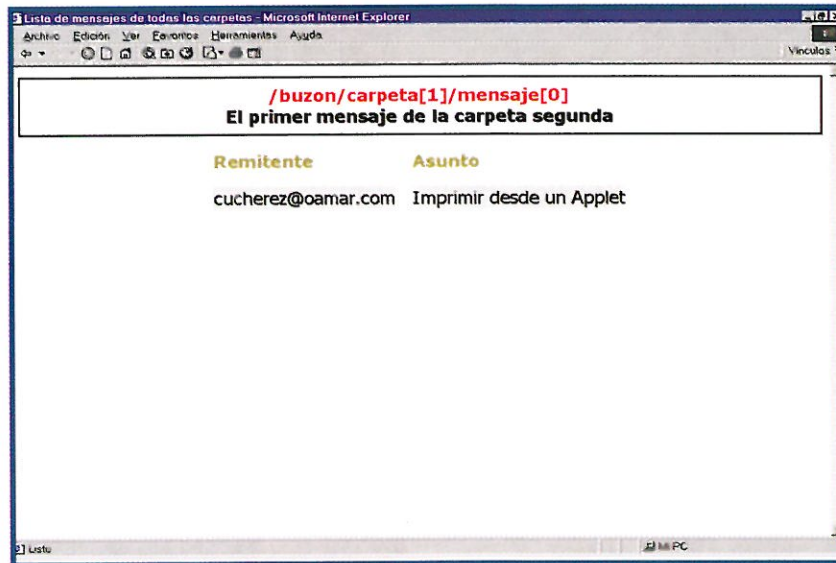 Lista de mensajes de todas las carpetas - Microsoft Internet Explorer
Archivo Edición Ver Favoritos Herramientas Ayuda
Vínculos
/buzon/carpeta[1]/mensaje[0]
El primer mensaje de la carpeta segunda
Remitente Asunto
cucherez@oamar.com Imprimir desde un Applet
Listo Mi PC